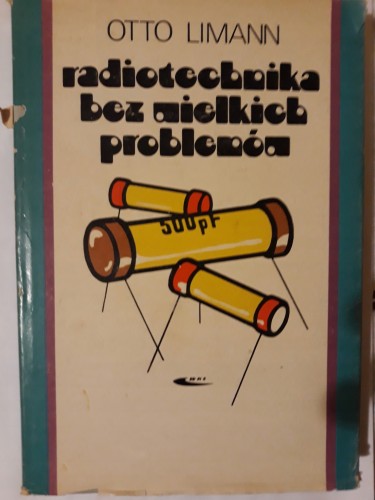 OTTO LIMANN
radiotechnika
bez wielkich
problemów
500pF